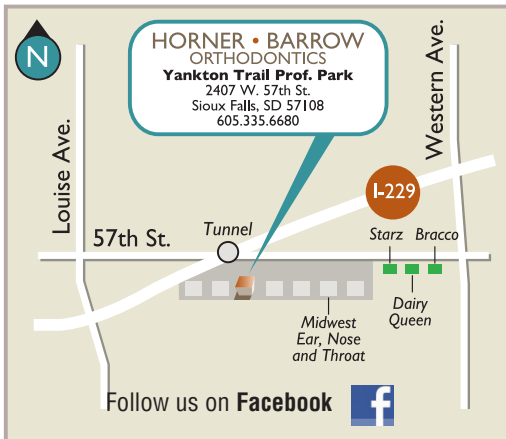 N
HORNER • BARROW
ORTHODONTICS
Yankton Trail Prof. Park
2407 W. 57th St.
Sioux Falls, SD 57108
605.335.6680
Western Ave.
Louise Ave.
I-229
57th St.
Tunnel
Starz
Bracco
Dairy
Queen
Midwest
Ear, Nose
and Throat
Follow us on Facebook
f